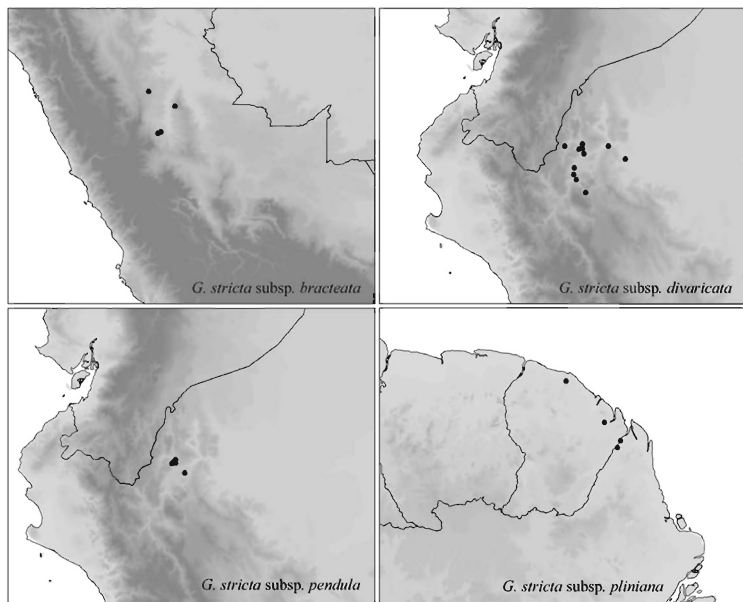 G. stricta subsp. bracteata
G. stricta subsp. divaricata
G. stricta subsp. pendula
G. stricta subsp. pliniana